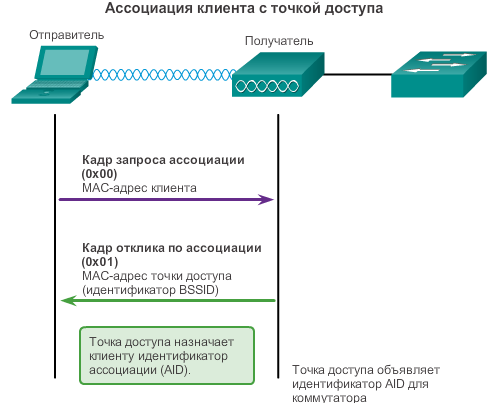 Ассоциация клиента с точкой доступа
Отправитель
Получатель
Кадр запроса ассоциации
(0x00)
MAC-адрес клиента
Кадр отклика по ассоциации
(0x01)
MAC-адрес точки доступа
(идентификатор BSSID)
Точка доступа назначает
клиенту идентификатор
ассоциации (AID).
Точка доступа объявляет
идентификатор AID для
коммутатора